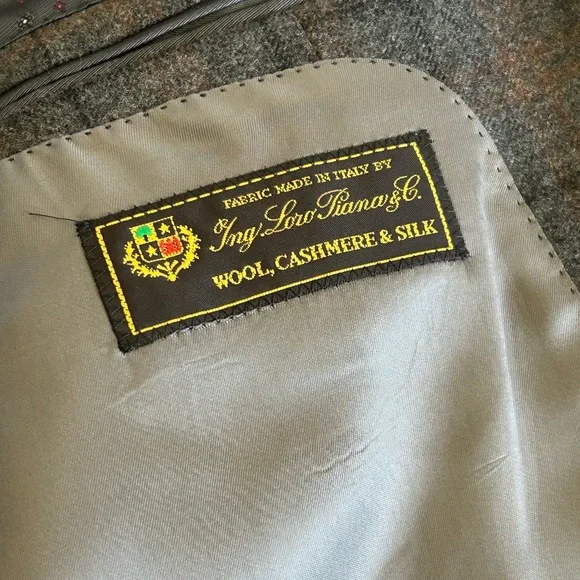 FABRIC MADE IN ITALY BY
Ing. Loro Piana & C.
WOOL, CASHMERE & SILK